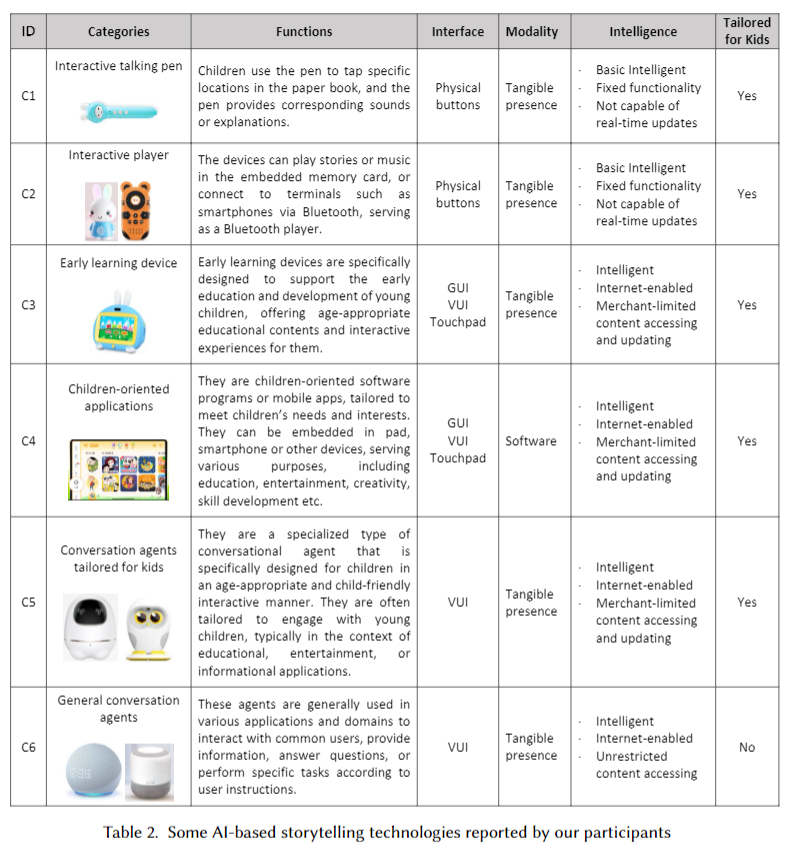 ID Categories Functions Interface Modality Intelligence Tailored
for Kids
C1
Interactive talking pen
Children use the pen to tap specific
locations in the paper book, and the
pen provides corresponding sounds
or explanations.
Physical
buttons
Tangible
presence
· Basic Intelligent
· Fixed functionality
· Not capable of
real-time updates
Yes
C2
Interactive player
The devices can play stories or music
in the embedded memory card, or
connect to terminals such as
smartphones via Bluetooth, serving
as a Bluetooth player.
Physical
buttons
Tangible
presence
· Basic Intelligent
· Fixed functionality
· Not capable of
real-time updates
Yes
C3
Early learning device
Early learning devices are specifically
designed to support the early
education and development of young
children, offering age-appropriate
educational contents and interactive
experiences for them.
GUI
VUI
Touchpad
Tangible
presence
· Intelligent
· Internet-enabled
· Merchant-limited
content accessing
and updating
Yes
C4
Children-oriented
applications
They are children-oriented software
programs or mobile apps, tailored to
meet children's needs and interests.
They can be embedded in pad,
smartphone or other devices, serving
various purposes, including
education, entertainment, creativity,
skill development etc.
GUI
VUI
Touchpad
Software
· Intelligent
· Internet-enabled
· Merchant-limited
content accessing
and updating
Yes
C5
Conversation agents
tailored for kids
They are a specialized type of
conversational agent that is
specifically designed for children in
an age-appropriate and child-friendly
interactive manner. They are often
tailored to engage with young
children, typically in the context of
educational, entertainment, or
informational applications.
VUI
Tangible
presence
· Intelligent
· Internet-enabled
· Merchant-limited
content accessing
and updating
Yes
C6
General conversation
agents
These agents are generally used in
various applications and domains to
interact with common users, provide
information, answer questions, or
perform specific tasks according to
user instructions.
VUI
Tangible
presence
· Intelligent
· Internet-enabled
· Unrestricted
content accessing
No
Table 2. Some AI-based storytelling technologies reported by our participants